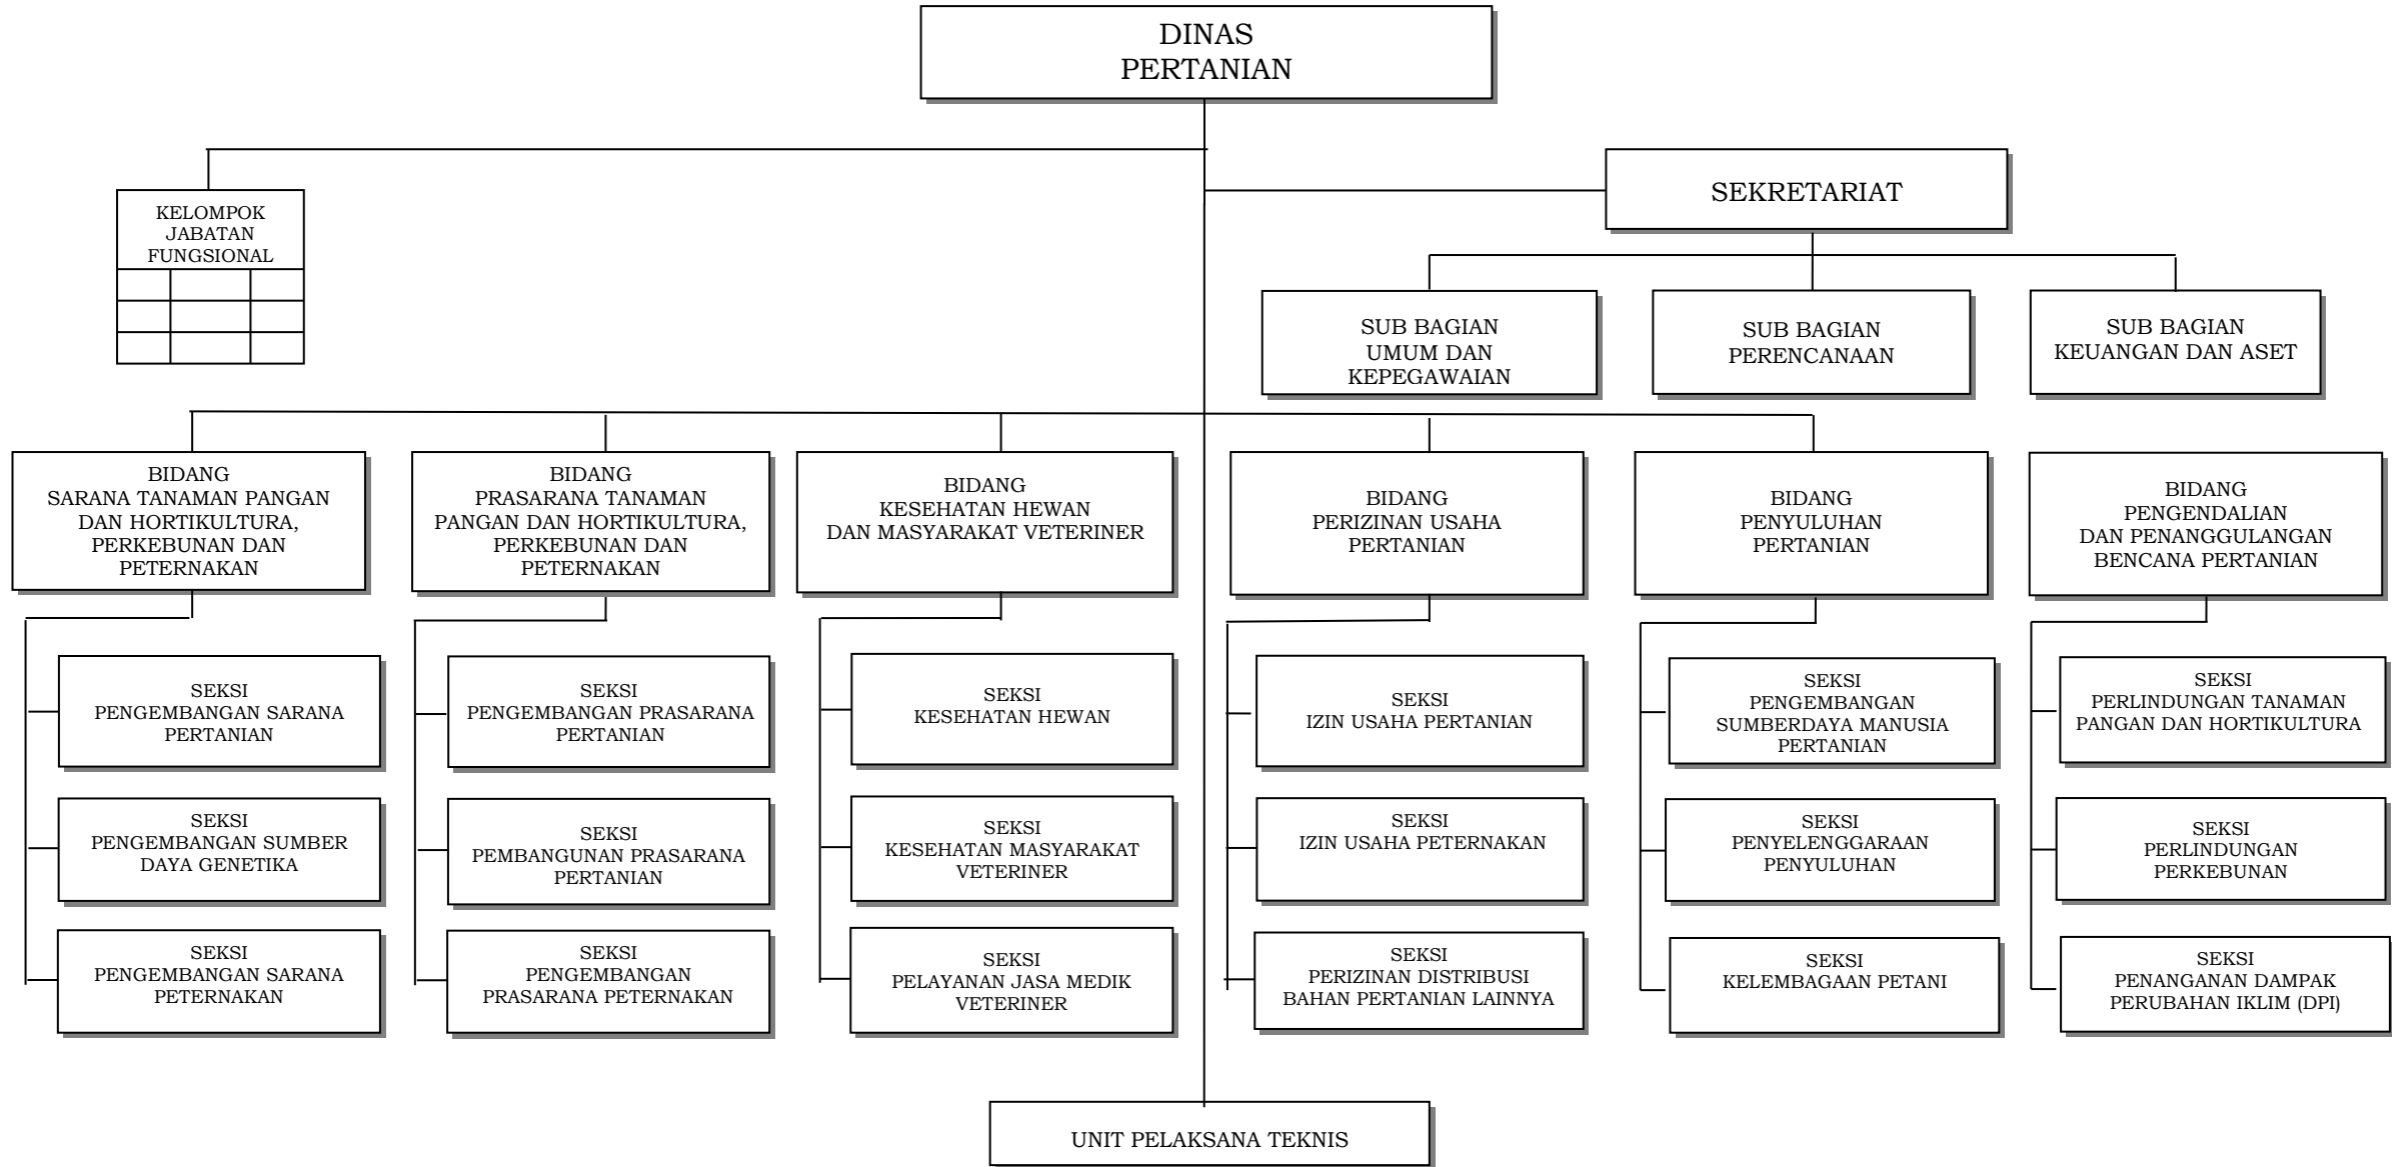 DINAS
PERTANIAN
SEKRETARIAT
KELOMPOK
JABATAN
FUNGSIONAL
SUB BAGIAN
UMUM DAN
KEPEGAWAIAN
SUB BAGIAN
PERENCANAAN
SUB BAGIAN
KEUANGAN DAN ASET
BIDANG
SARANA TANAMAN PANGAN
DAN HORTIKULTURA,
PERKEBUNAN DAN
PETERNAKAN
BIDANG
PRASARANA TANAMAN
PANGAN DAN HORTIKULTURA,
PERKEBUNAN DAN
PETERNAKAN
BIDANG
KESEHATAN HEWAN
DAN MASYARAKAT VETERINER
BIDANG
PERIZINAN USAHA
PERTANIAN
BIDANG
PENYULUHAN
PERTANIAN
BIDANG
PENGENDALIAN
DAN PENANGGULANGAN
BENCANA PERTANIAN
SEKSI
PENGEMBANGAN SARANA
PERTANIAN
SEKSI
PENGEMBANGAN PRASARANA
PERTANIAN
SEKSI
KESEHATAN HEWAN
SEKSI
IZIN USAHA PERTANIAN
SEKSI
PENGEMBANGAN
SUMBERDAYA MANUSIA
PERTANIAN
SEKSI
PERLINDUNGAN TANAMAN
PANGAN DAN HORTIKULTURA
SEKSI
PENGEMBANGAN SUMBER
DAYA GENETIKA
SEKSI
PEMBANGUNAN PRASARANA
PERTANIAN
SEKSI
KESEHATAN MASYARAKAT
VETERINER
SEKSI
IZIN USAHA PETERNAKAN
SEKSI
PENYELENGGARAAN
PENYULUHAN
SEKSI
PERLINDUNGAN
PERKEBUNAN
SEKSI
PENGEMBANGAN SARANA
PETERNAKAN
SEKSI
PENGEMBANGAN
PRASARANA PETERNAKAN
SEKSI
PELAYANAN JASA MEDIK
VETERINER
SEKSI
PERIZINAN DISTRIBUSI
BAHAN PERTANIAN LAINNYA
SEKSI
KELEMBAGAAN PETANI
SEKSI
PENANGANAN DAMPAK
PERUBAHAN IKLIM (DPI)
UNIT PELAKSANA TEKNIS